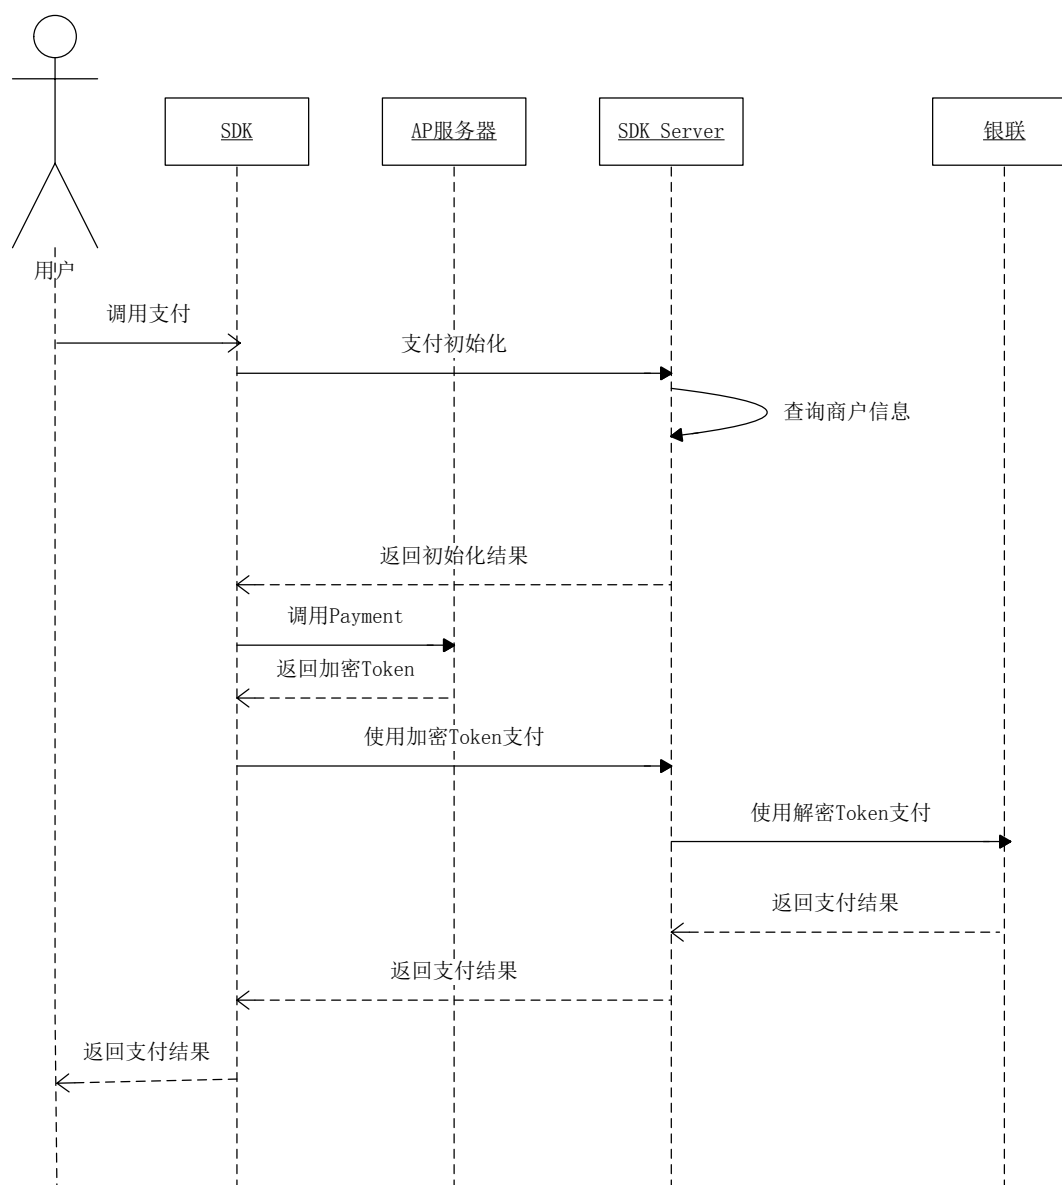 SDK
AP服务器
SDK Server
银联
用户
调用支付
支付初始化
查询商户信息
返回初始化结果
调用Payment
返回加密Token
使用加密Token支付
使用解密Token支付
返回支付结果
返回支付结果
返回支付结果